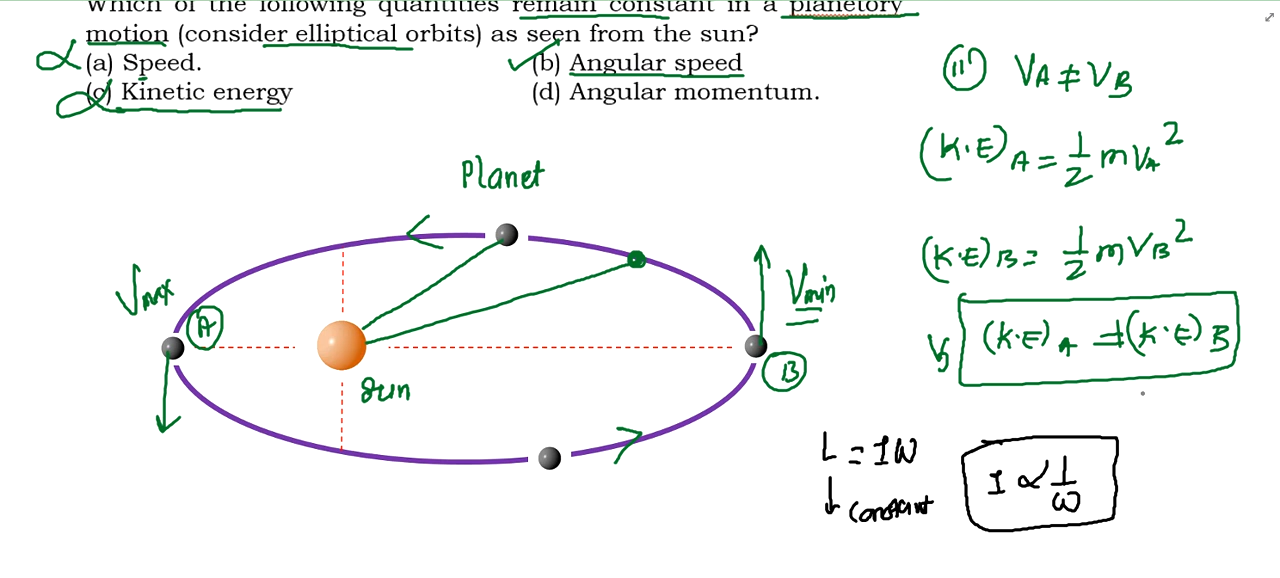 Which of the following quantities remain constant in a planetory
motion (consider elliptical orbits) as seen from the sun?
(a) Speed.
(b) Angular speed
(c) Kinetic energy
(d) Angular momentum.
(ii) VA ≠ VB
(K.E)A = 1/2 mVA²
(K.E)B = 1/2 mVB²
(K.E)A ≠ (K.E)B
Planet
Vmax
A
Sun
Vmin
B
L = Iω
↓ constant
I ∝ 1/ω